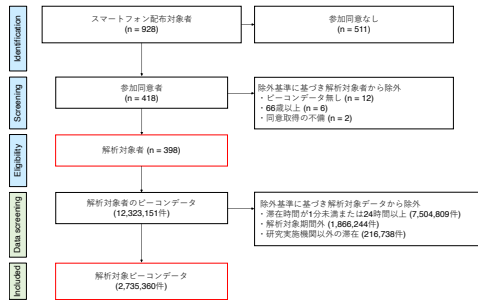 Identification
スマートフォン配布対象者
(n = 928)
参加同意なし
(n = 511)
Screening
参加同意者
(n = 418)
除外基準に基づき解析対象者から除外
・ビーコンデータ無し (n = 12)
・66歳以上 (n = 6)
・同意取得の不備 (n = 2)
Eligibility
解析対象者 (n = 398)
Data screening
解析対象者のビーコンデータ
(12,323,151件)
除外基準に基づき解析対象データから除外
・滞在時間が1分未満または24時間以上 (7,504,809件)
・解析対象期間外 (1,866,244件)
・研究実施機関以外の滞在 (216,738件)
Included
解析対象ビーコンデータ
(2,735,360件)